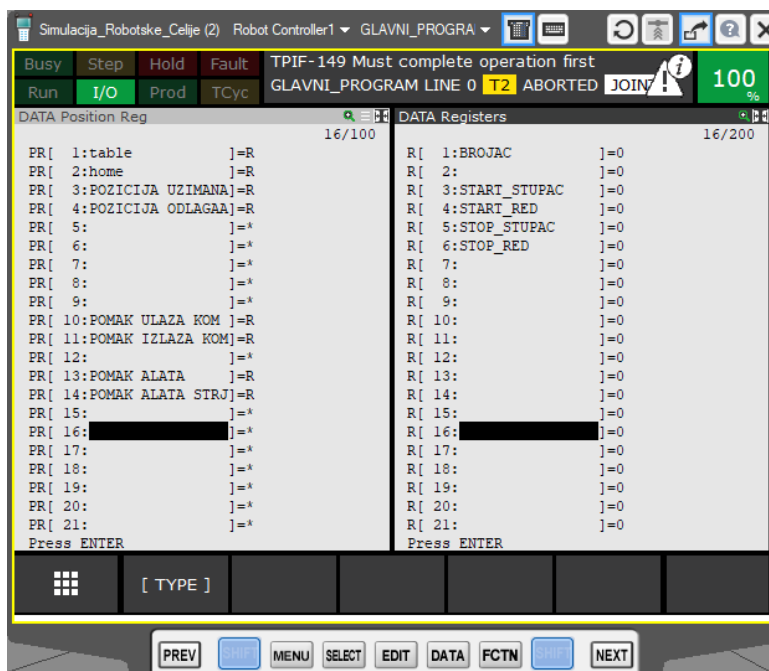 Simulacija_Robotske_Celije (2) Robot Controller1 GLAVNI_PROGRA
Busy Step Hold Fault
Run I/O Prod TCyc
TPIF-149 Must complete operation first
GLAVNI_PROGRAM LINE 0 T2 ABORTED JOINT
100 %
DATA Position Reg
16/100
PR[ 1:table ]=R
PR[ 2:home ]=R
PR[ 3:POZICIJA UZIMANA]=R
PR[ 4:POZICIJA ODLAGAA]=R
PR[ 5: ]=*
PR[ 6: ]=*
PR[ 7: ]=*
PR[ 8: ]=*
PR[ 9: ]=*
PR[ 10:POMAK ULAZA KOM ]=R
PR[ 11:POMAK IZLAZA KOM]=R
PR[ 12: ]=*
PR[ 13:POMAK ALATA ]=R
PR[ 14:POMAK ALATA STRJ]=R
PR[ 15: ]=*
PR[ 16: ]=*
PR[ 17: ]=*
PR[ 18: ]=*
PR[ 19: ]=*
PR[ 20: ]=*
PR[ 21: ]=*
Press ENTER
DATA Registers
16/200
R[ 1:BROJAC ]=0
R[ 2: ]=0
R[ 3:START_STUPAC ]=0
R[ 4:START_RED ]=0
R[ 5:STOP_STUPAC ]=0
R[ 6:STOP_RED ]=0
R[ 7: ]=0
R[ 8: ]=0
R[ 9: ]=0
R[ 10: ]=0
R[ 11: ]=0
R[ 12: ]=0
R[ 13: ]=0
R[ 14: ]=0
R[ 15: ]=0
R[ 16: ]=0
R[ 17: ]=0
R[ 18: ]=0
R[ 19: ]=0
R[ 20: ]=0
R[ 21: ]=0
Press ENTER
[ TYPE ]
PREV SHIFT MENU SELECT EDIT DATA FCTN SHIFT NEXT